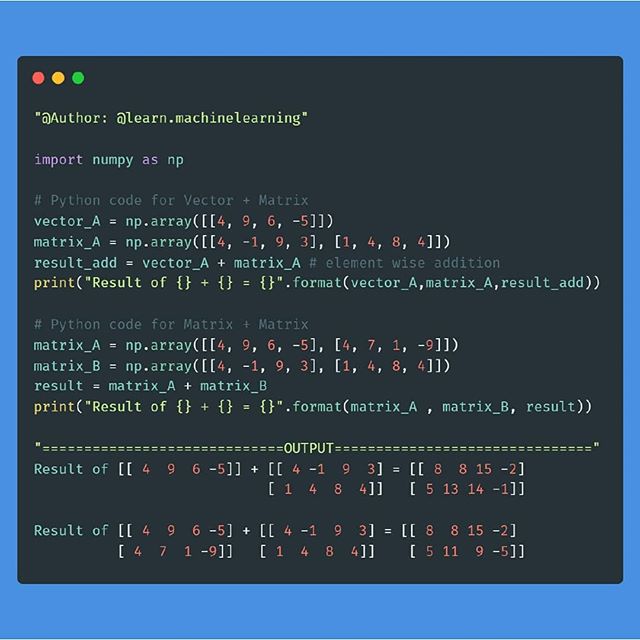 "@Author: @learn.machinelearning"
import numpy as np
# Python code for Vector + Matrix
vector_A = np.array([[4, 9, 6, -5]])
matrix_A = np.array([[4, -1, 9, 3], [1, 4, 8, 4]])
result_add = vector_A + matrix_A # element wise addition
print("Result of {} + {} = {}".format(vector_A,matrix_A,result_add))
# Python code for Matrix + Matrix
matrix_A = np.array([[4, 9, 6, -5], [4, 7, 1, -9]])
matrix_B = np.array([[4, -1, 9, 3], [1, 4, 8, 4]])
result = matrix_A + matrix_B
print("Result of {} + {} = {}".format(matrix_A , matrix_B, result))
"=============================OUTPUT==============================="
Result of [[ 4  9  6 -5]] + [[ 4 -1  9  3] = [[ 8  8 15 -2]
[ 1  4  8  4]]   [ 5 13 14 -1]]
Result of [[ 4  9  6 -5] + [[ 4 -1  9  3] = [[ 8  8 15 -2]
[ 4  7  1 -9]]   [ 1  4  8  4]]   [ 5 11  9 -5]]